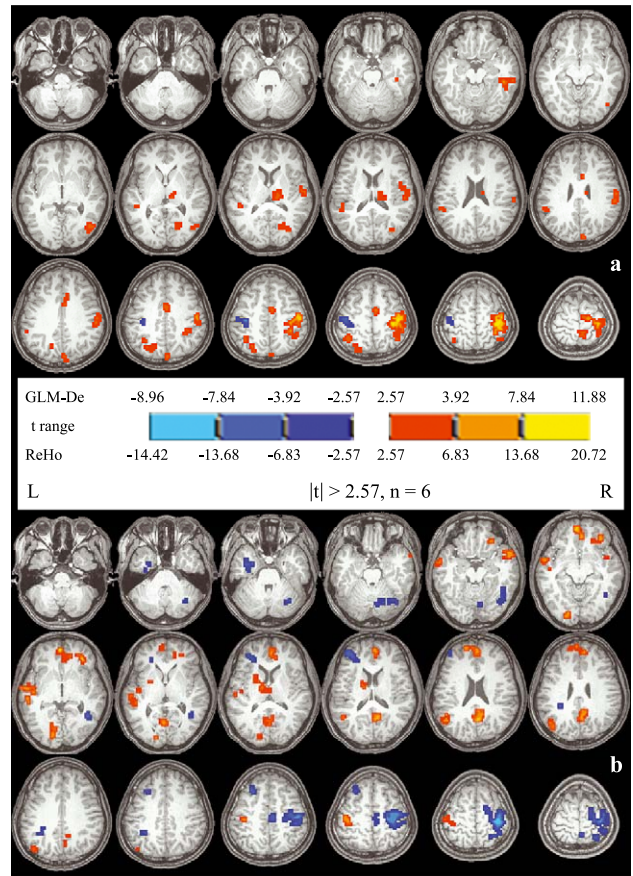 a
GLM-De -8.96 -7.84 -3.92 -2.57 2.57 3.92 7.84 11.88
t range
ReHo -14.42 -13.68 -6.83 -2.57 2.57 6.83 13.68 20.72
L |t| > 2.57, n = 6 R
b